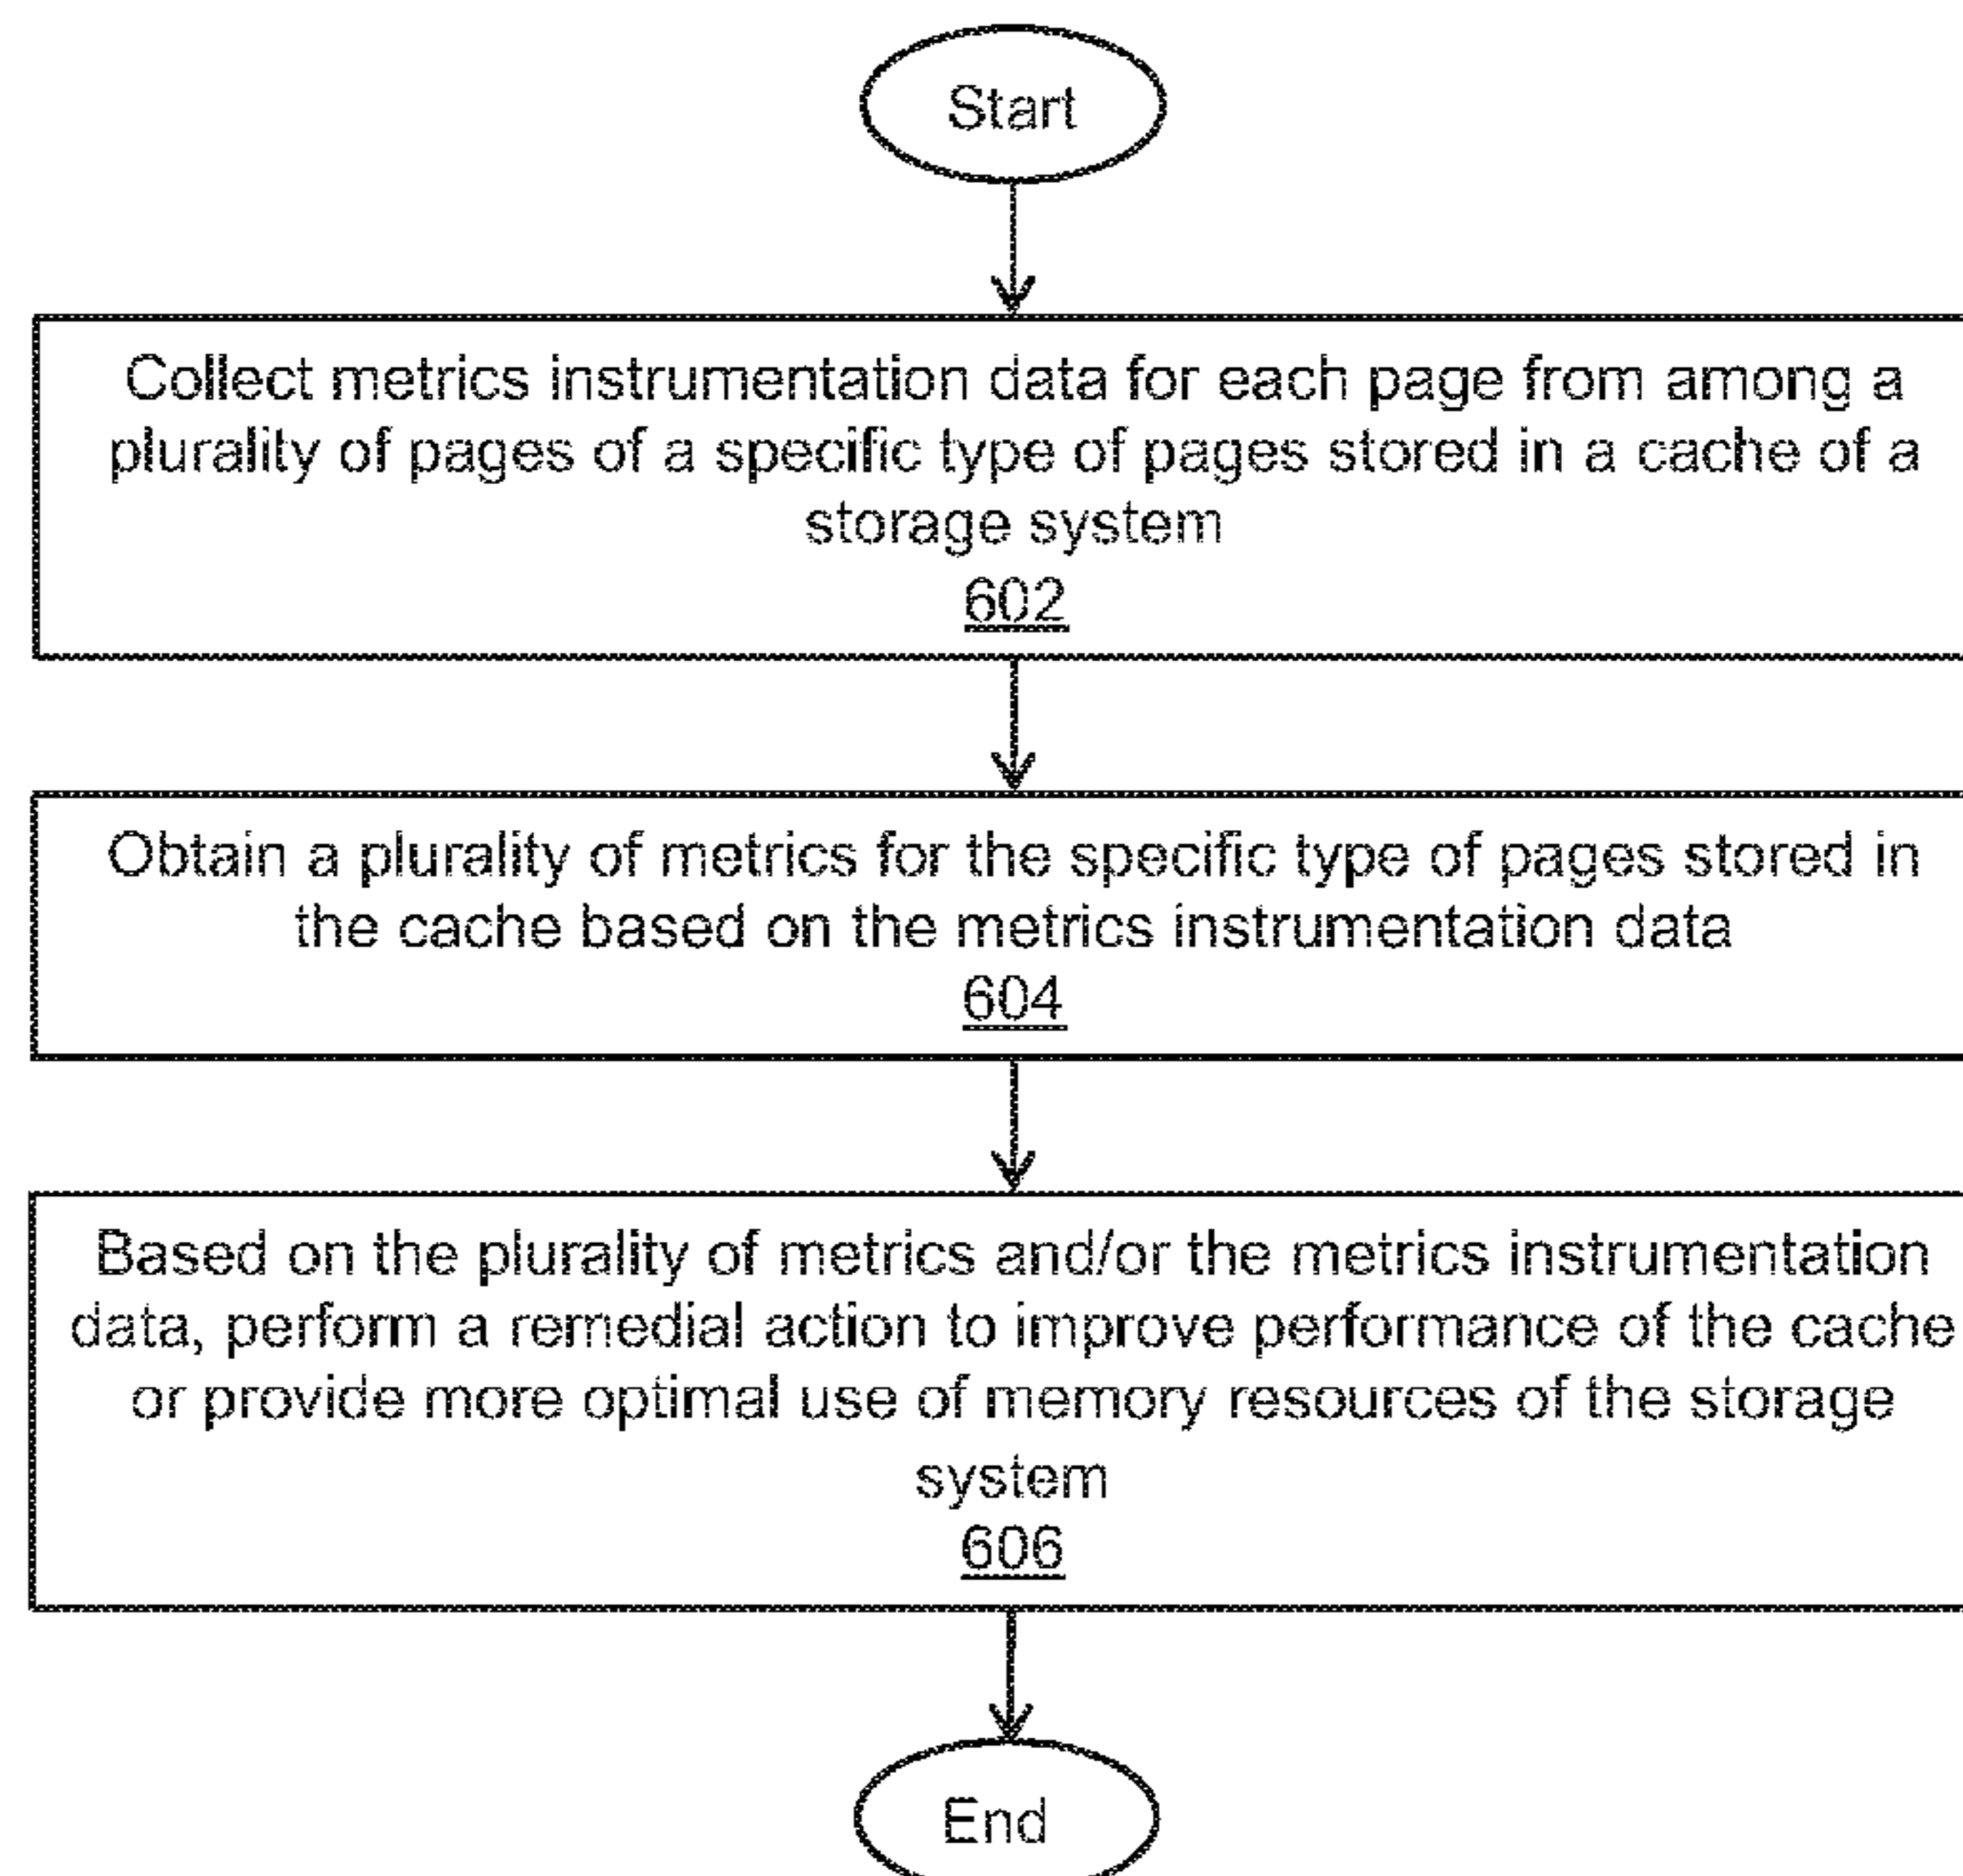 Start
Collect metrics instrumentation data for each page from among a
plurality of pages of a specific type of pages stored in a cache of a
storage system
602
Obtain a plurality of metrics for the specific type of pages stored in
the cache based on the metrics instrumentation data
604
Based on the plurality of metrics and/or the metrics instrumentation
data, perform a remedial action to improve performance of the cache
or provide more optimal use of memory resources of the storage
system
606
End